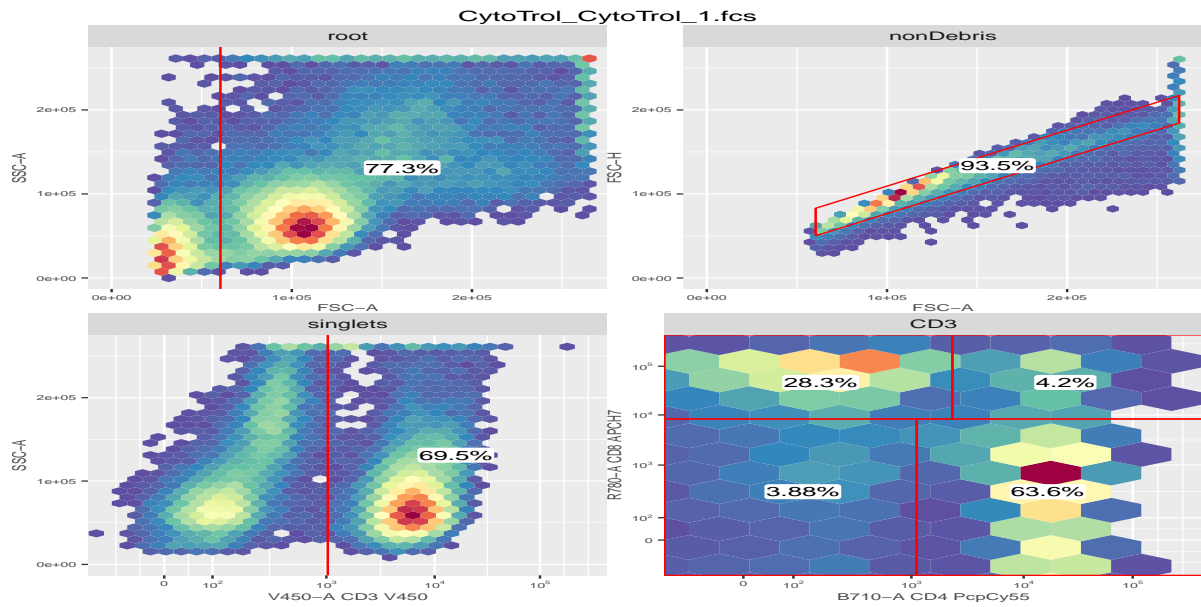 CytoTrol_CytoTrol_1.fcs
root
nonDebris
SSC-A
2e+05
1e+05
0e+00
77.3%
0e+00
1e+05
2e+05
FSC-A
FSC-H
2e+05
1e+05
0e+00
93.5%
0e+00
1e+05
2e+05
FSC-A
singlets
CD3
SSC-A
2e+05
1e+05
0e+00
69.5%
0
10²
10³
10⁴
10⁵
V450-A CD3 V450
R780-A CD8 APCH7
10⁵
10⁴
10³
10²
0
28.3%
4.2%
3.88%
63.6%
0
10²
10³
10⁴
10⁵
B710-A CD4 PcpCy55